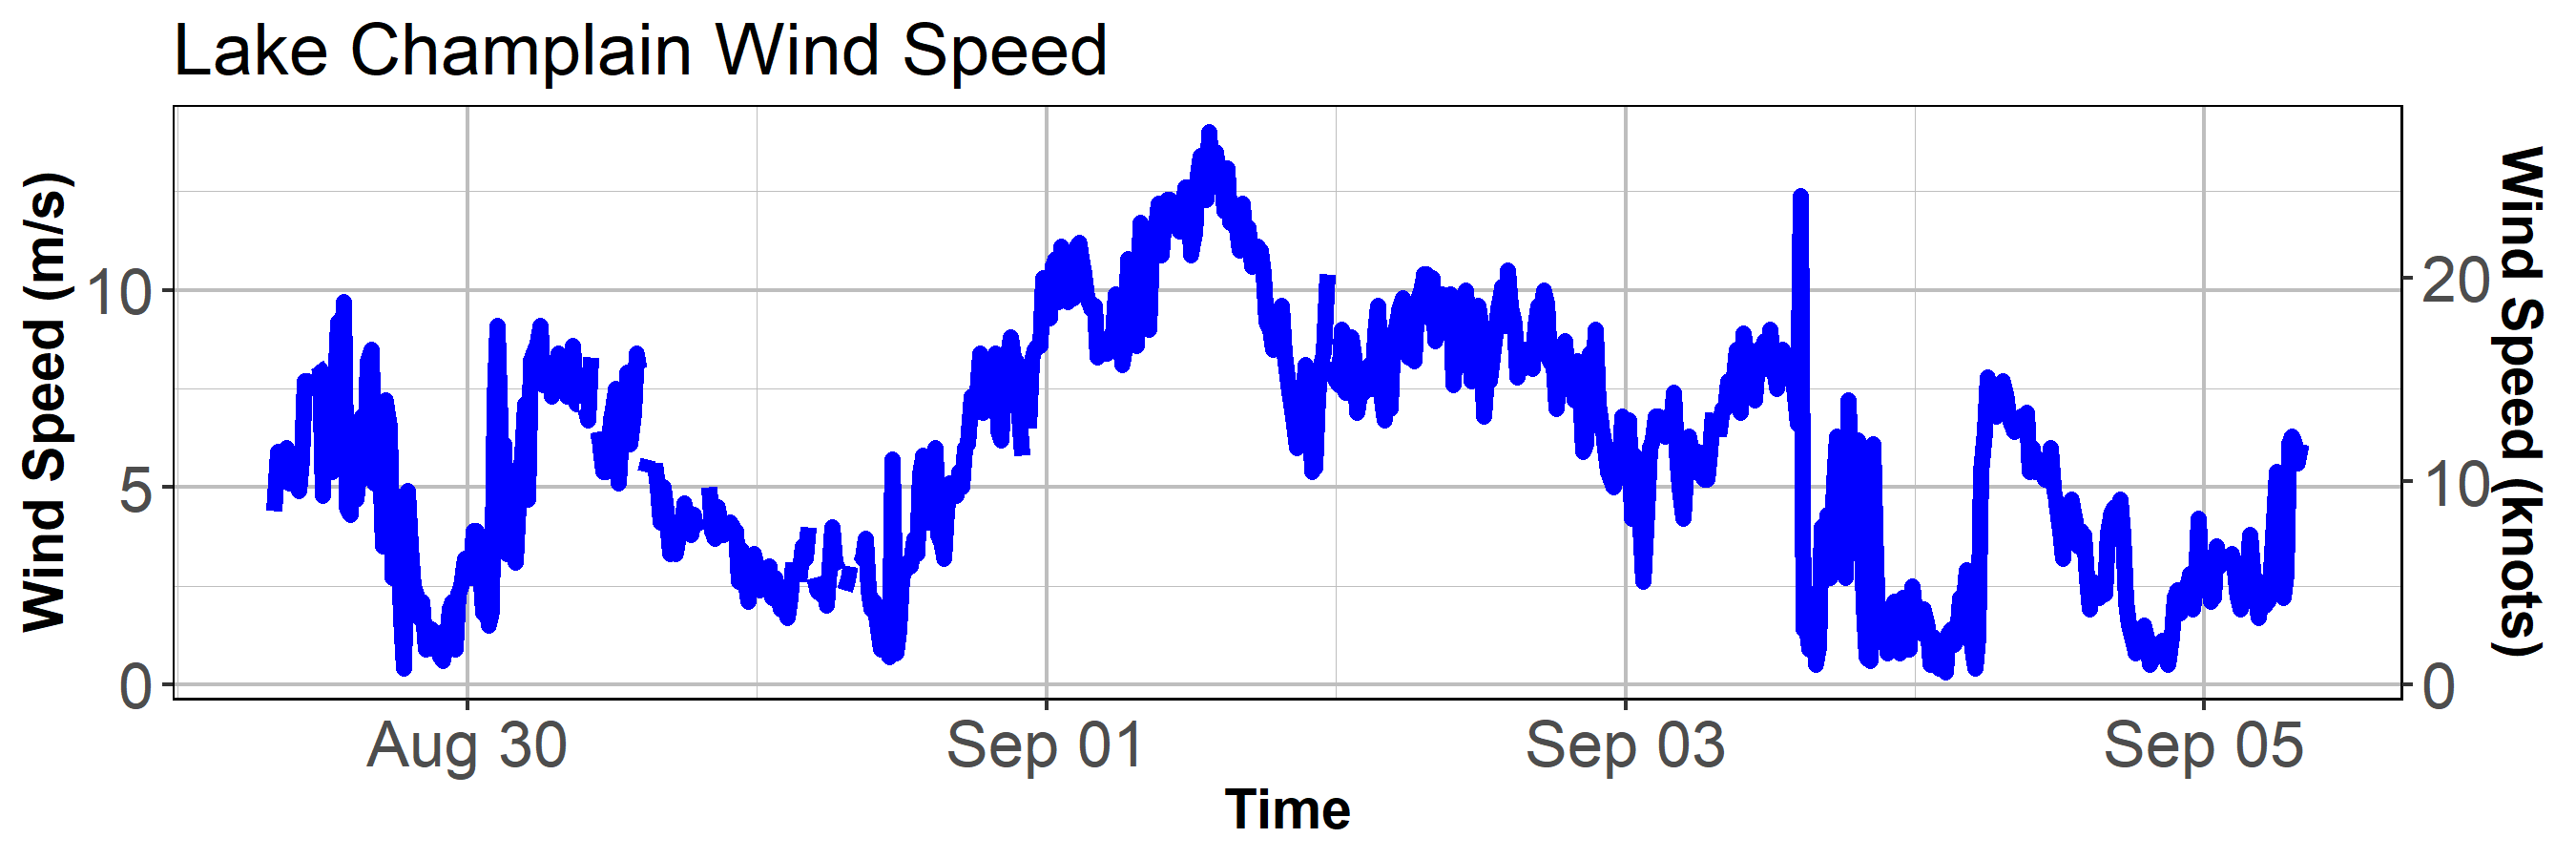 Lake Champlain Wind Speed
Wind Speed (m/s)
10
5
0
20
10
0
Wind Speed (knots)
Aug 30
Sep 01
Sep 03
Sep 05
Time